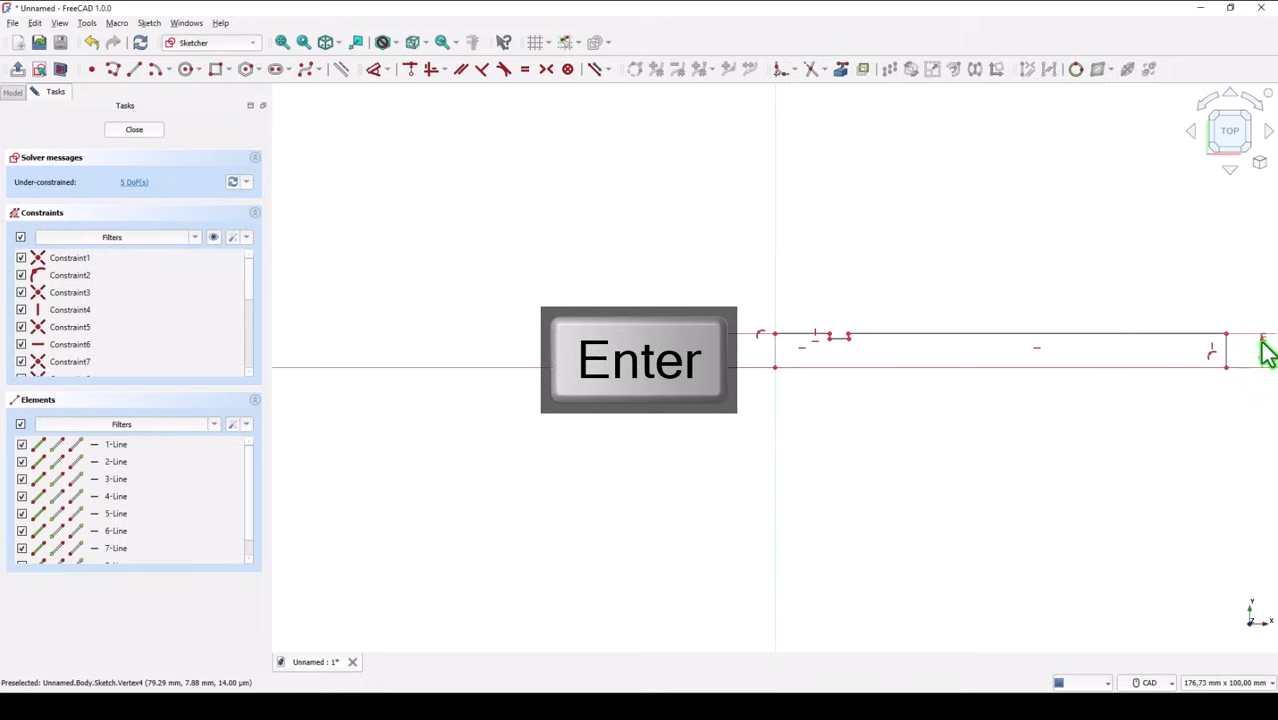 * Unnamed - FreeCAD 1.0.0
File Edit View Tools Macro Sketch Windows Help
Sketcher
Model Tasks
Tasks
Close
Solver messages
Under-constrained: 5 DoF(s)
Constraints
Filters
Constraint1
Constraint2
Constraint3
Constraint4
Constraint5
Constraint6
Constraint7
Elements
Filters
1-Line
2-Line
3-Line
4-Line
5-Line
6-Line
7-Line
Enter
TOP
Y
X
Z
Unnamed : 1*
Preselected: Unnamed.Body.Sketch.Vertex4 (79.29 mm, 7.88 mm, 14.00 µm)
CAD
176,73 mm x 100,00 mm